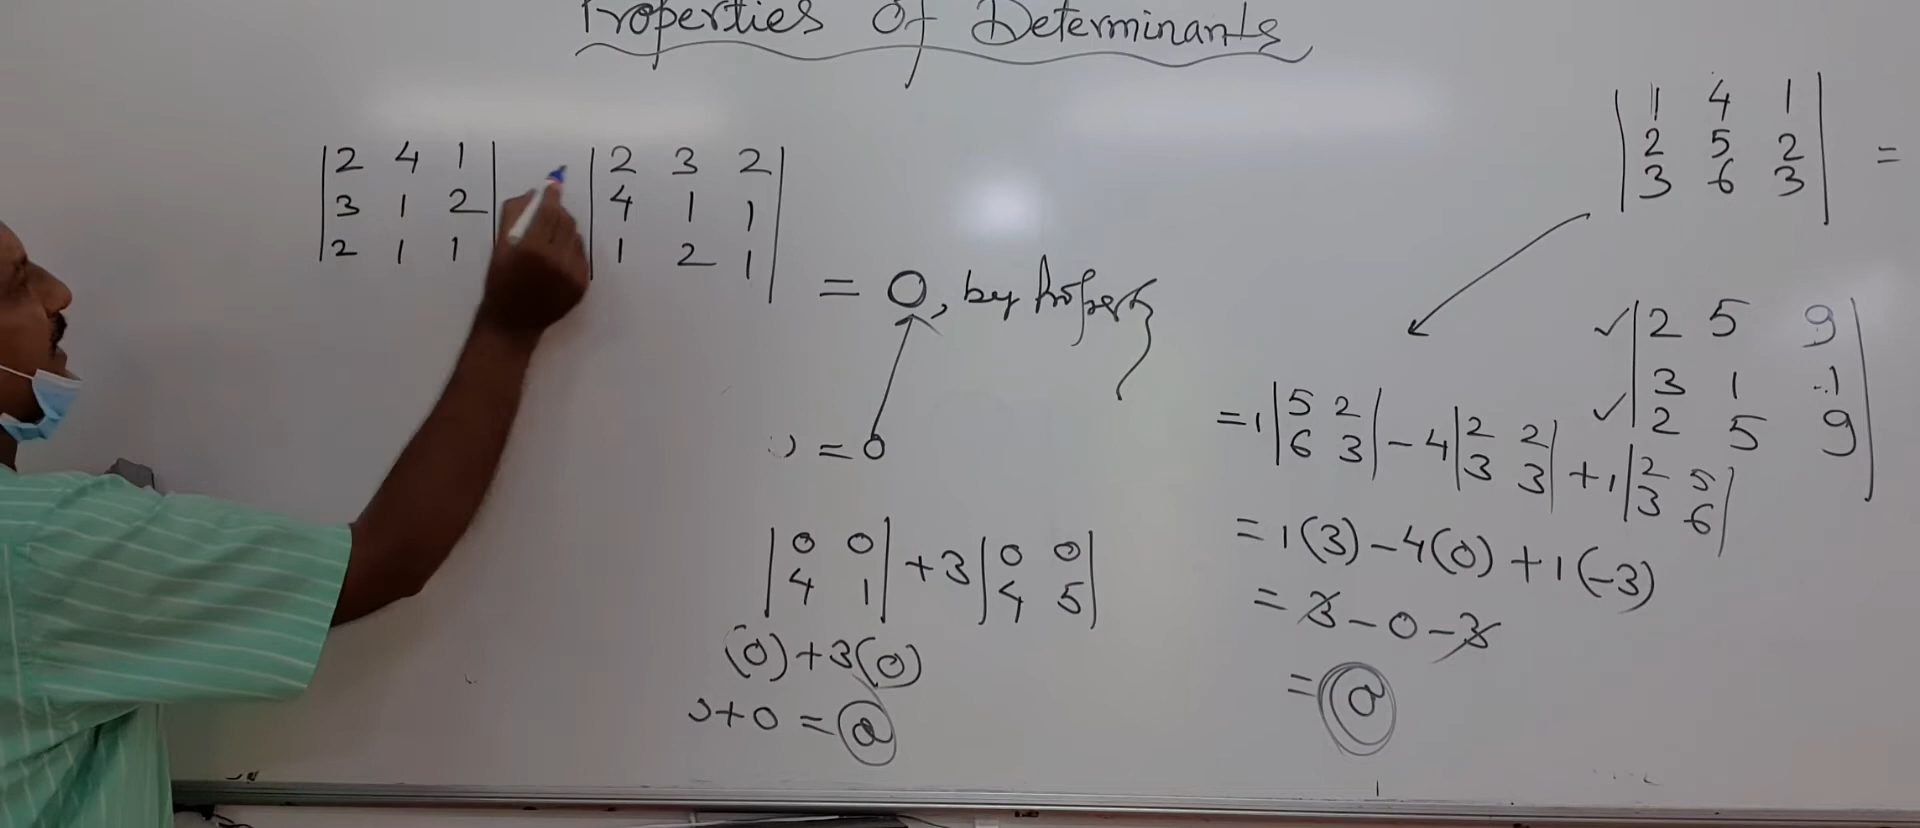 Properties Of Determinants
| 2 4 1 | | 2 3 2 |
| 3 1 2 | | 4 1 1 |
| 2 1 1 | | 1 2 1 |
= 0, by Property
= 0
| 0 0 | + 3 | 0 0 |
| 4 1 | | 4 5 |
(0) + 3(0)
+ 0 = 0
| 1 4 1 |
| 2 5 2 | =
| 3 6 3 |
✓ | 2 5 9 |
| 3 1 -1 |
✓ | 2 5 9 |
= 1 | 5 2 | - 4 | 2 2 | + 1 | 2 5 |
| 6 3 | | 3 3 | | 3 6 |
= 1(3) - 4(0) + 1(-3)
= 3 - 0 - 3
= 0